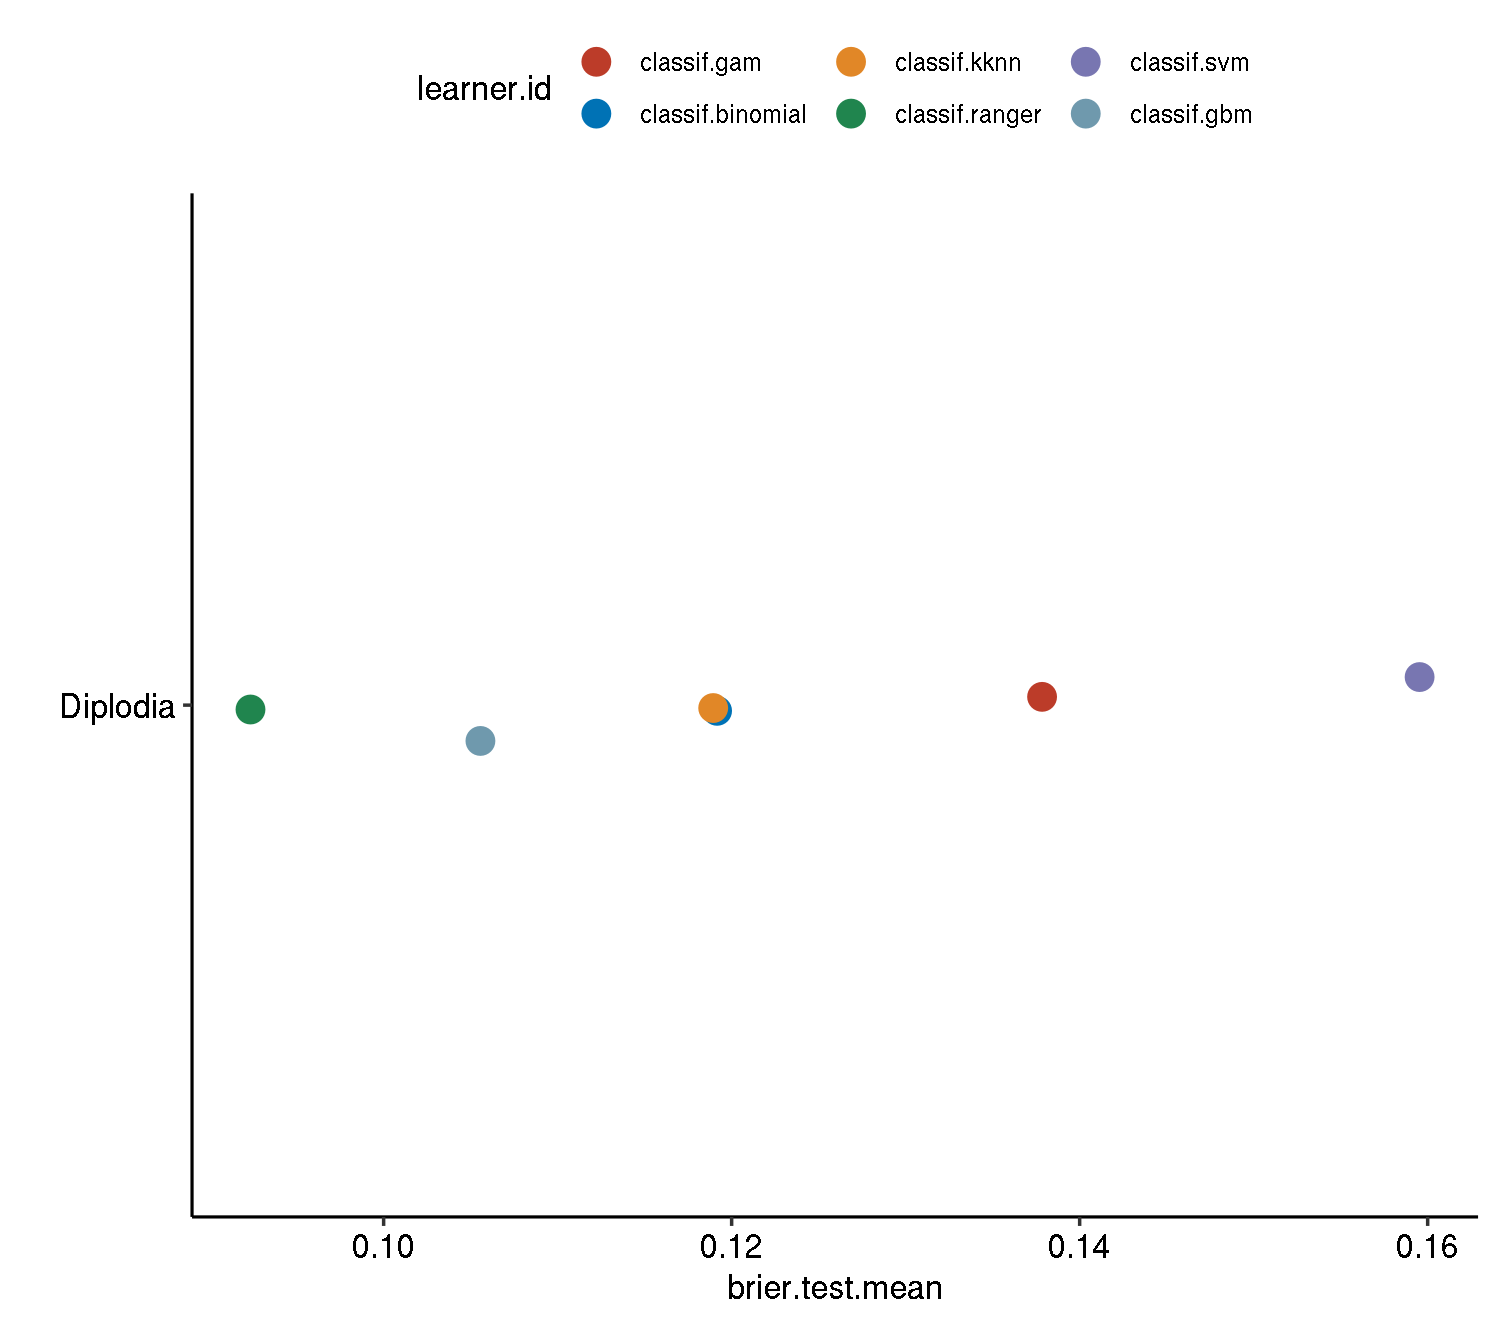 learner.id
classif.gam classif.kknn classif.svm
classif.binomial classif.ranger classif.gbm
Diplodia
0.10 0.12 0.14 0.16
brier.test.mean